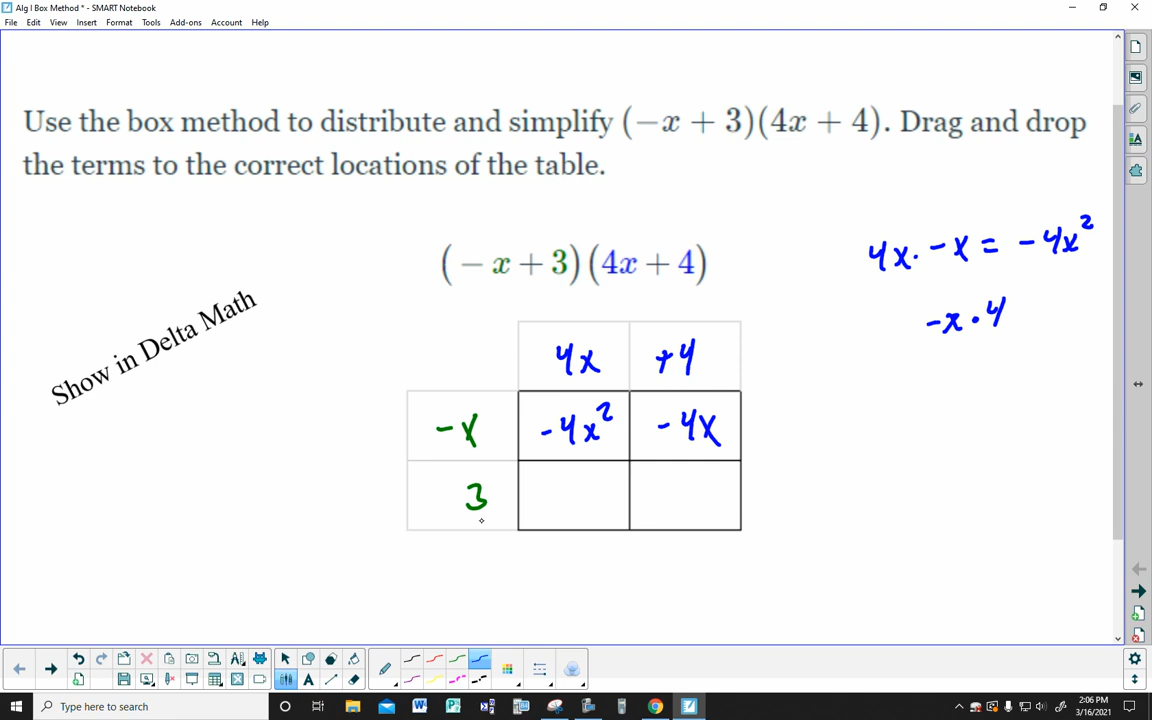 Alg I Box Method * - SMART Notebook
File Edit View Insert Format Tools Add-ons Account Help
Use the box method to distribute and simplify (−x + 3)(4x + 4). Drag and drop
the terms to the correct locations of the table.
(− x + 3)(4x + 4)
4x · -x = -4x²
-x · 4
Show in Delta Math
4x +4
-x -4x² -4x
3
Type here to search
2:06 PM
3/16/2021